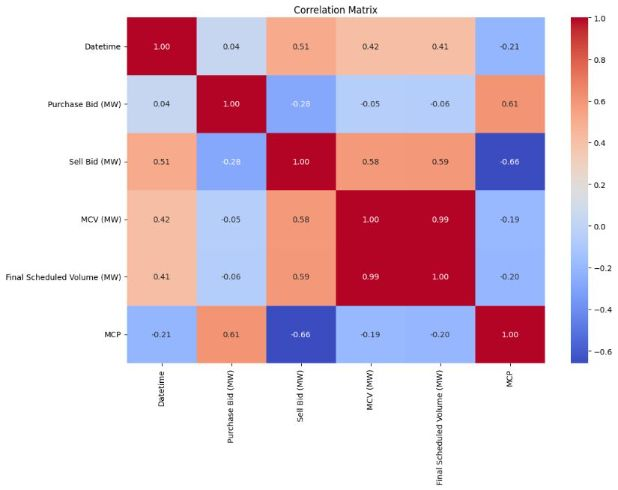 Correlation Matrix
Datetime 1.00 0.04 0.51 0.42 0.41 -0.21
Purchase Bid (MW) 0.04 1.00 -0.28 -0.05 -0.06 0.61
Sell Bid (MW) 0.51 -0.28 1.00 0.58 0.59 -0.66
MCV (MW) 0.42 -0.05 0.58 1.00 0.99 -0.19
Final Scheduled Volume (MW) 0.41 -0.06 0.59 0.99 1.00 -0.20
MCP -0.21 0.61 -0.66 -0.19 -0.20 1.00
Datetime
Purchase Bid (MW)
Sell Bid (MW)
MCV (MW)
Final Scheduled Volume (MW)
MCP
1.0
0.8
0.6
0.4
0.2
0.0
−0.2
−0.4
−0.6